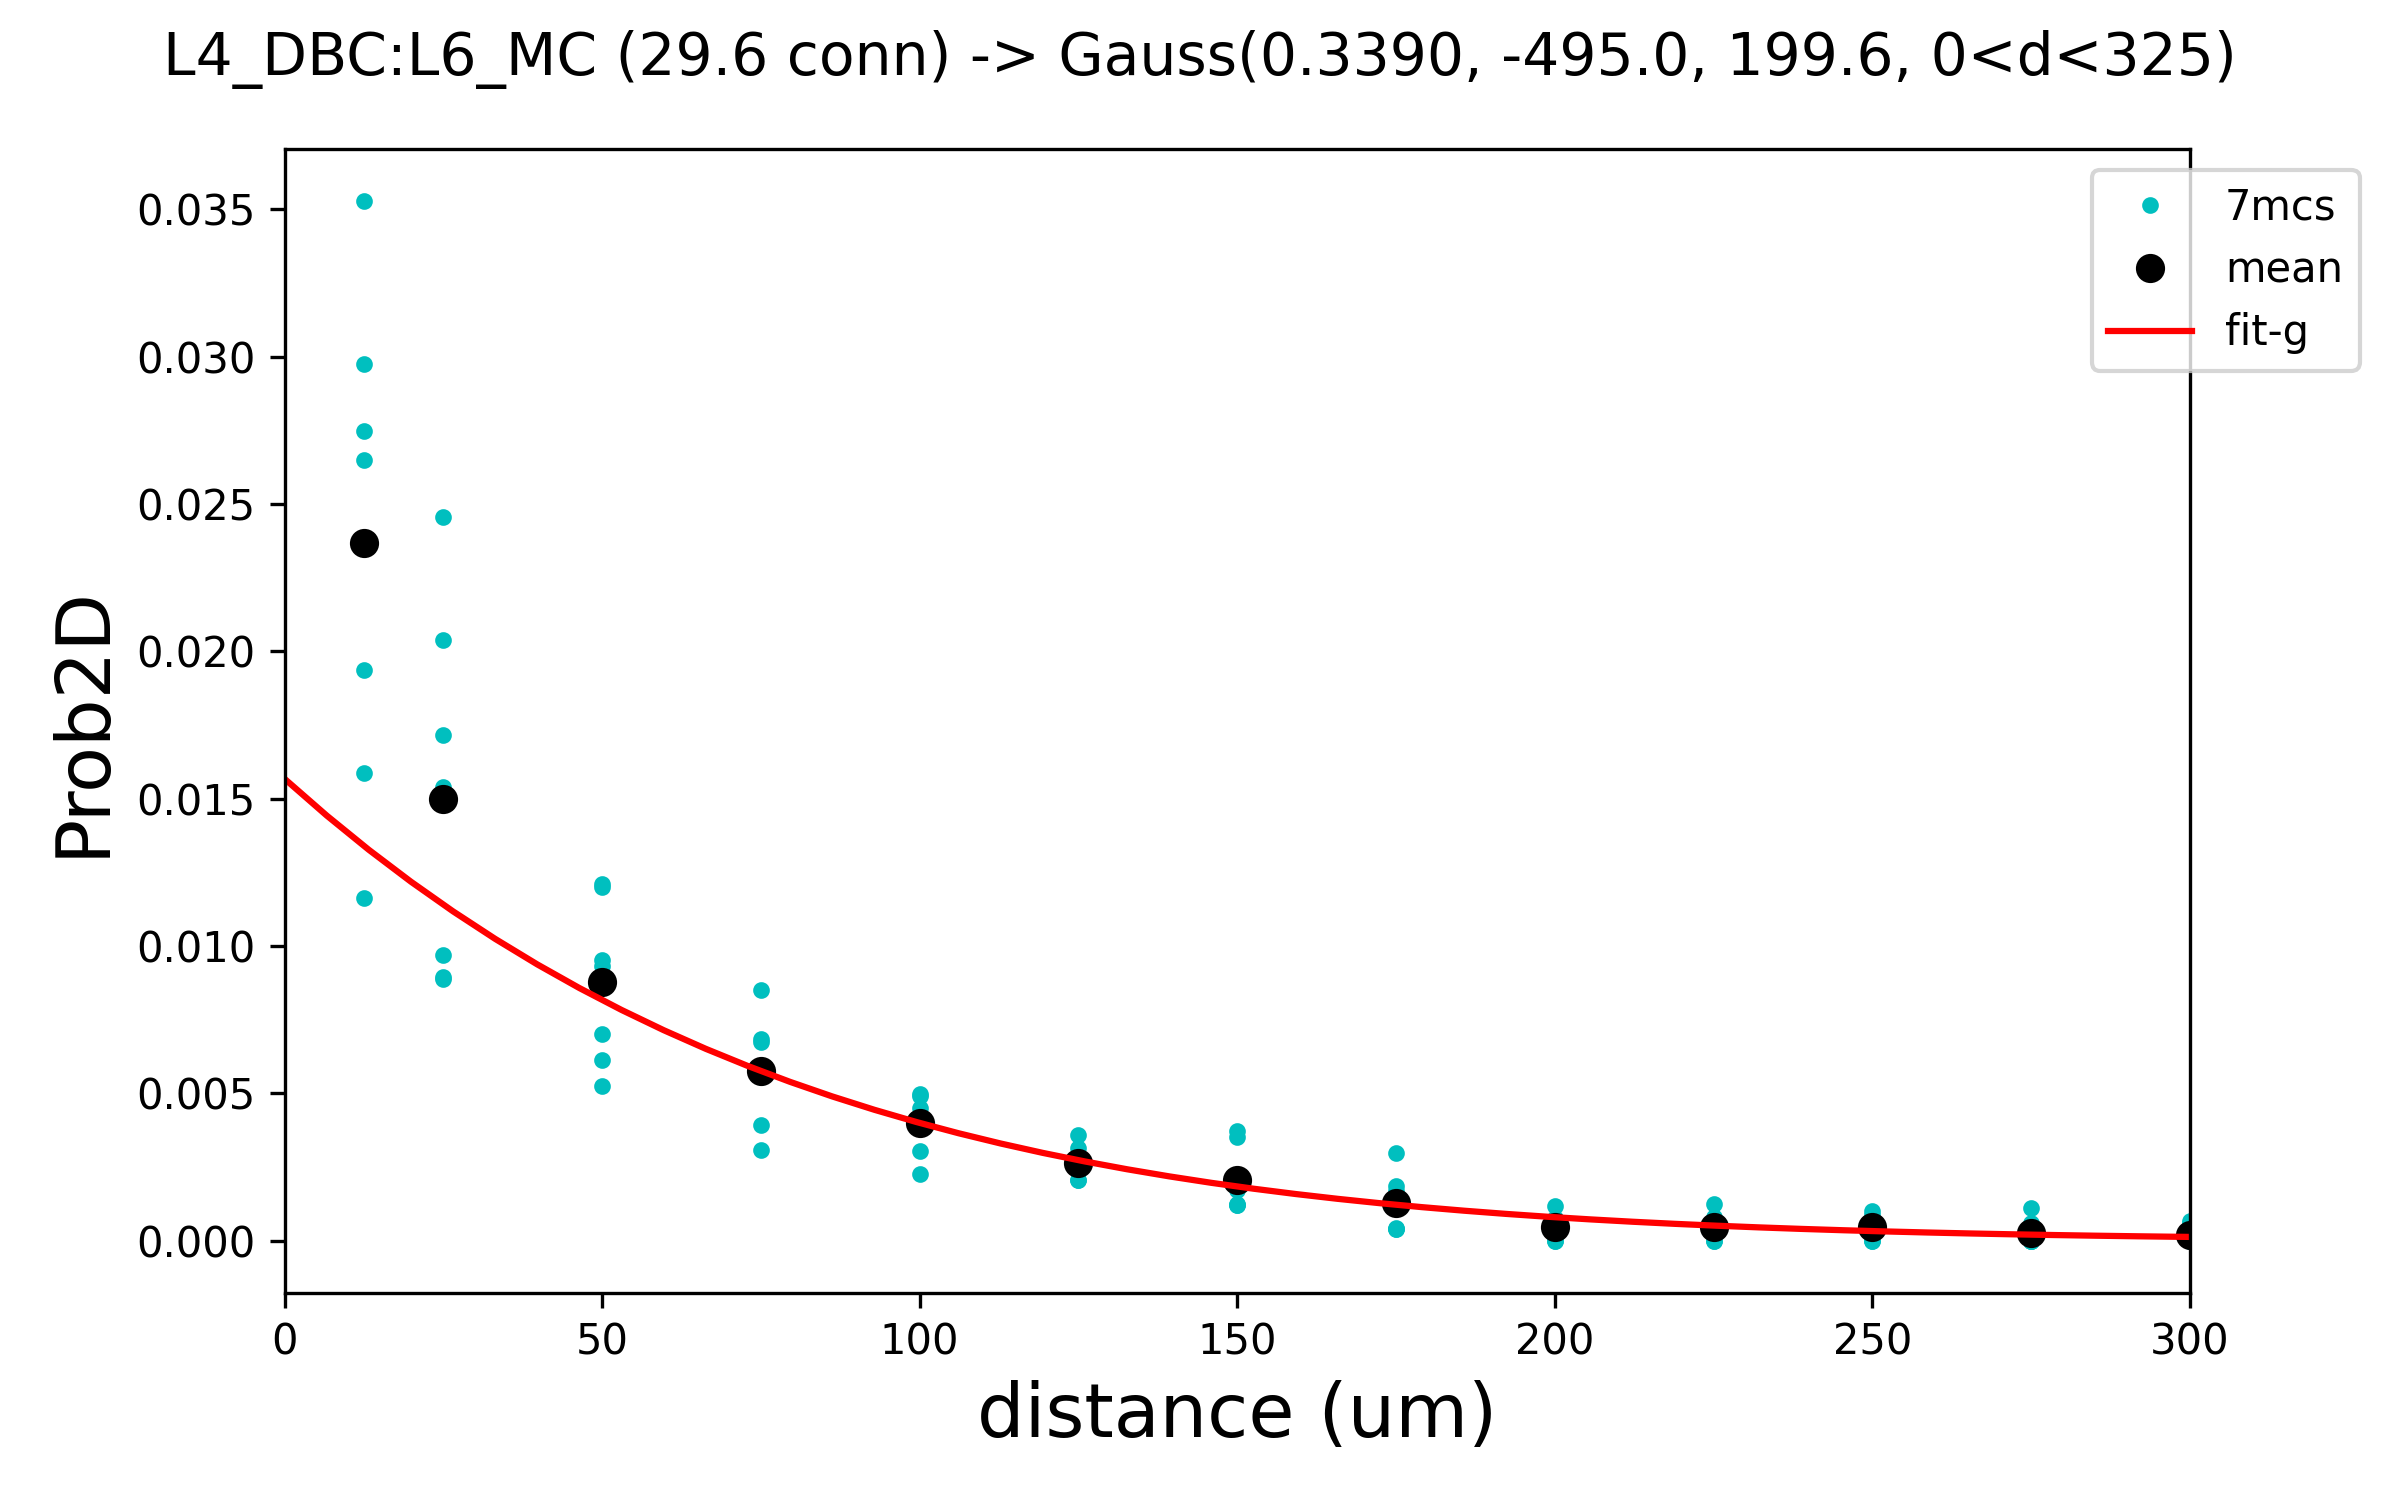 L4_DBC:L6_MC (29.6 conn) -> Gauss(0.3390, -495.0, 199.6, 0<d<325)
7mcs
mean
fit-g
Prob2D
0.035
0.030
0.025
0.020
0.015
0.010
0.005
0.000
0 50 100 150 200 250 300
distance (um)